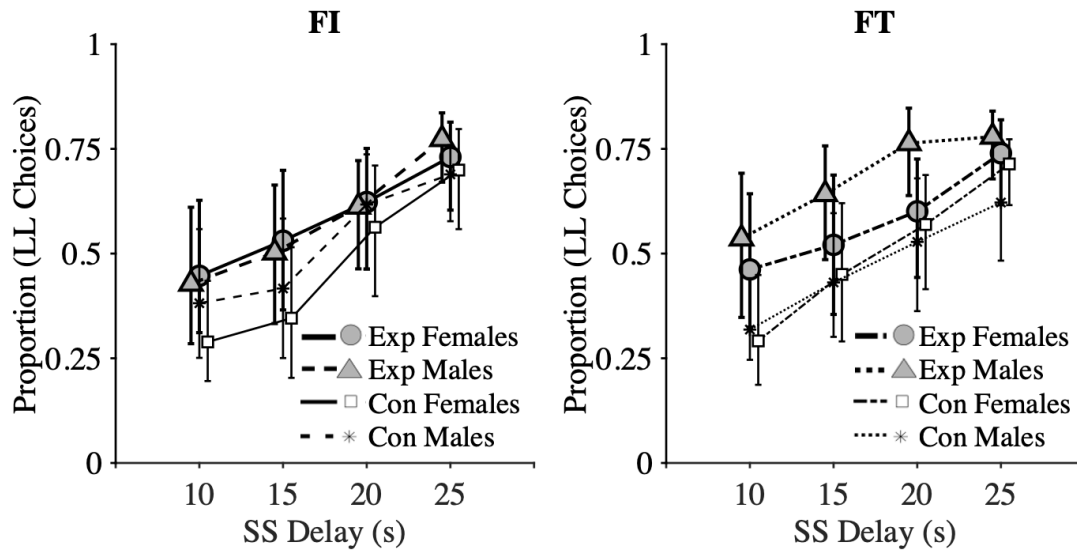 FI
Proportion (LL Choices)
1
0.75
0.5
0.25
0
Exp Females
Exp Males
Con Females
Con Males
10 15 20 25
SS Delay (s)
FT
Proportion (LL Choices)
1
0.75
0.5
0.25
0
Exp Females
Exp Males
Con Females
Con Males
10 15 20 25
SS Delay (s)